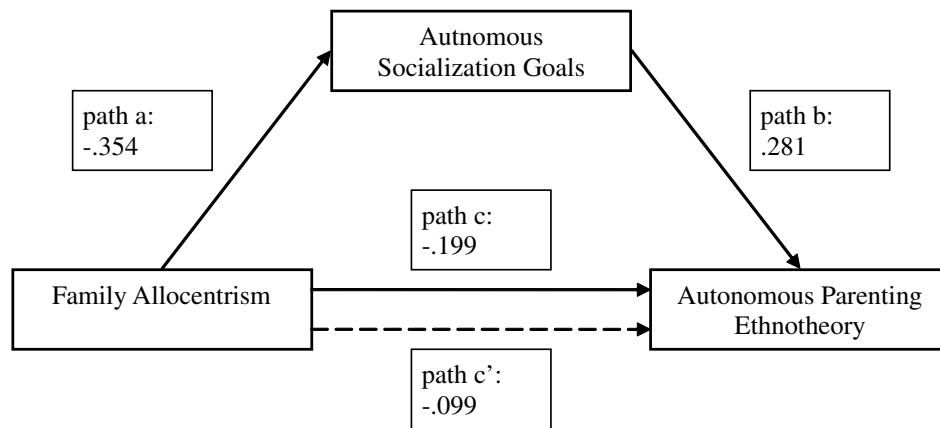 Autnomous
Socialization Goals
path a:
-.354
path b:
.281
path c:
-.199
Family Allocentrism
Autonomous Parenting
Ethnotheory
path c’:
-.099